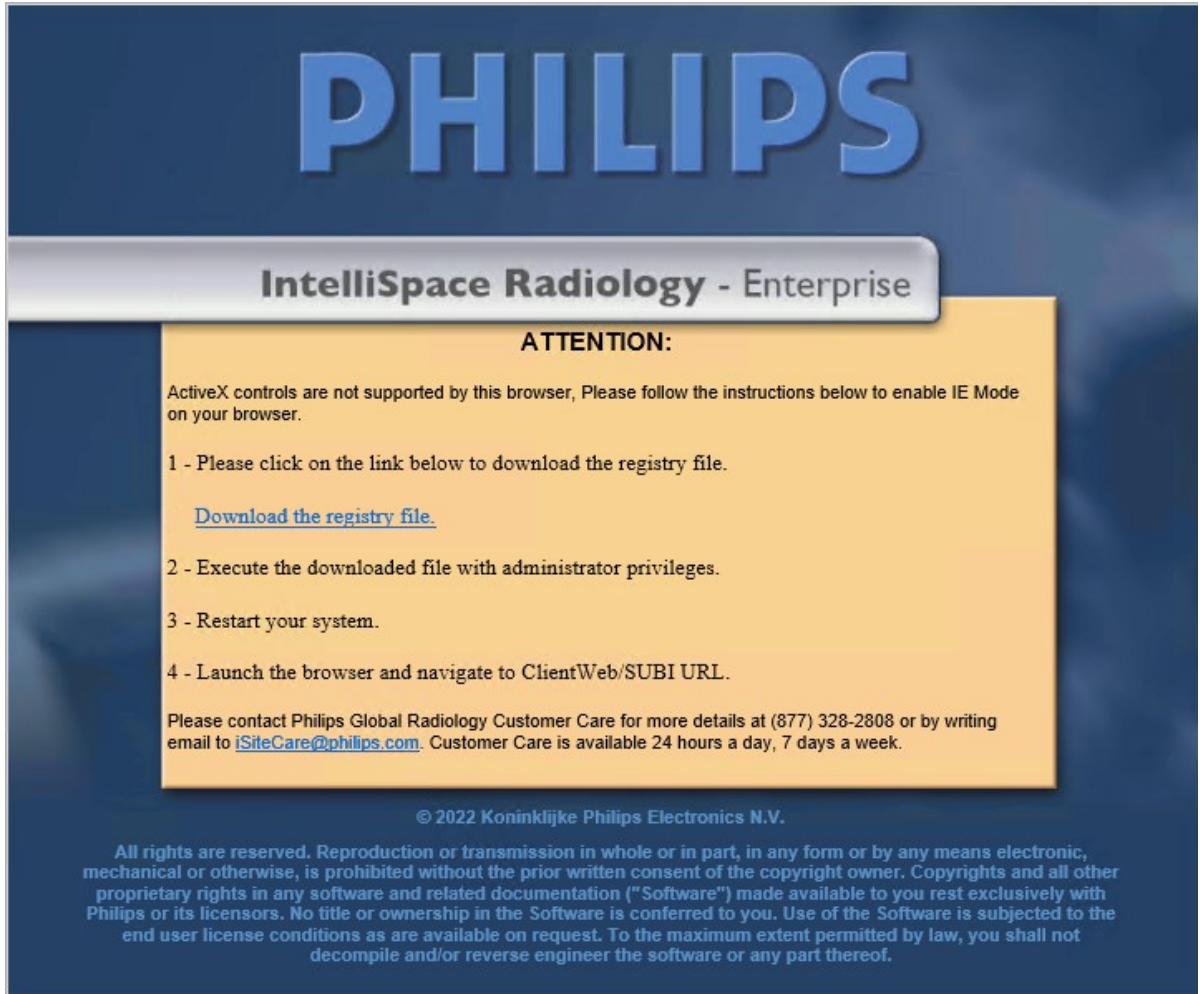 PHILIPS
IntelliSpace Radiology - Enterprise
ATTENTION:
ActiveX controls are not supported by this browser, Please follow the instructions below to enable IE Mode
on your browser.
1 - Please click on the link below to download the registry file.
Download the registry file.
2 - Execute the downloaded file with administrator privileges.
3 - Restart your system.
4 - Launch the browser and navigate to ClientWeb/SUBI URL.
Please contact Philips Global Radiology Customer Care for more details at (877) 328-2808 or by writing
email to iSiteCare@philips.com. Customer Care is available 24 hours a day, 7 days a week.
© 2022 Koninklijke Philips Electronics N.V.
All rights are reserved. Reproduction or transmission in whole or in part, in any form or by any means electronic,
mechanical or otherwise, is prohibited without the prior written consent of the copyright owner. Copyrights and all other
proprietary rights in any software and related documentation ("Software") made available to you rest exclusively with
Philips or its licensors. No title or ownership in the Software is conferred to you. Use of the Software is subjected to the
end user license conditions as are available on request. To the maximum extent permitted by law, you shall not
decompile and/or reverse engineer the software or any part thereof.